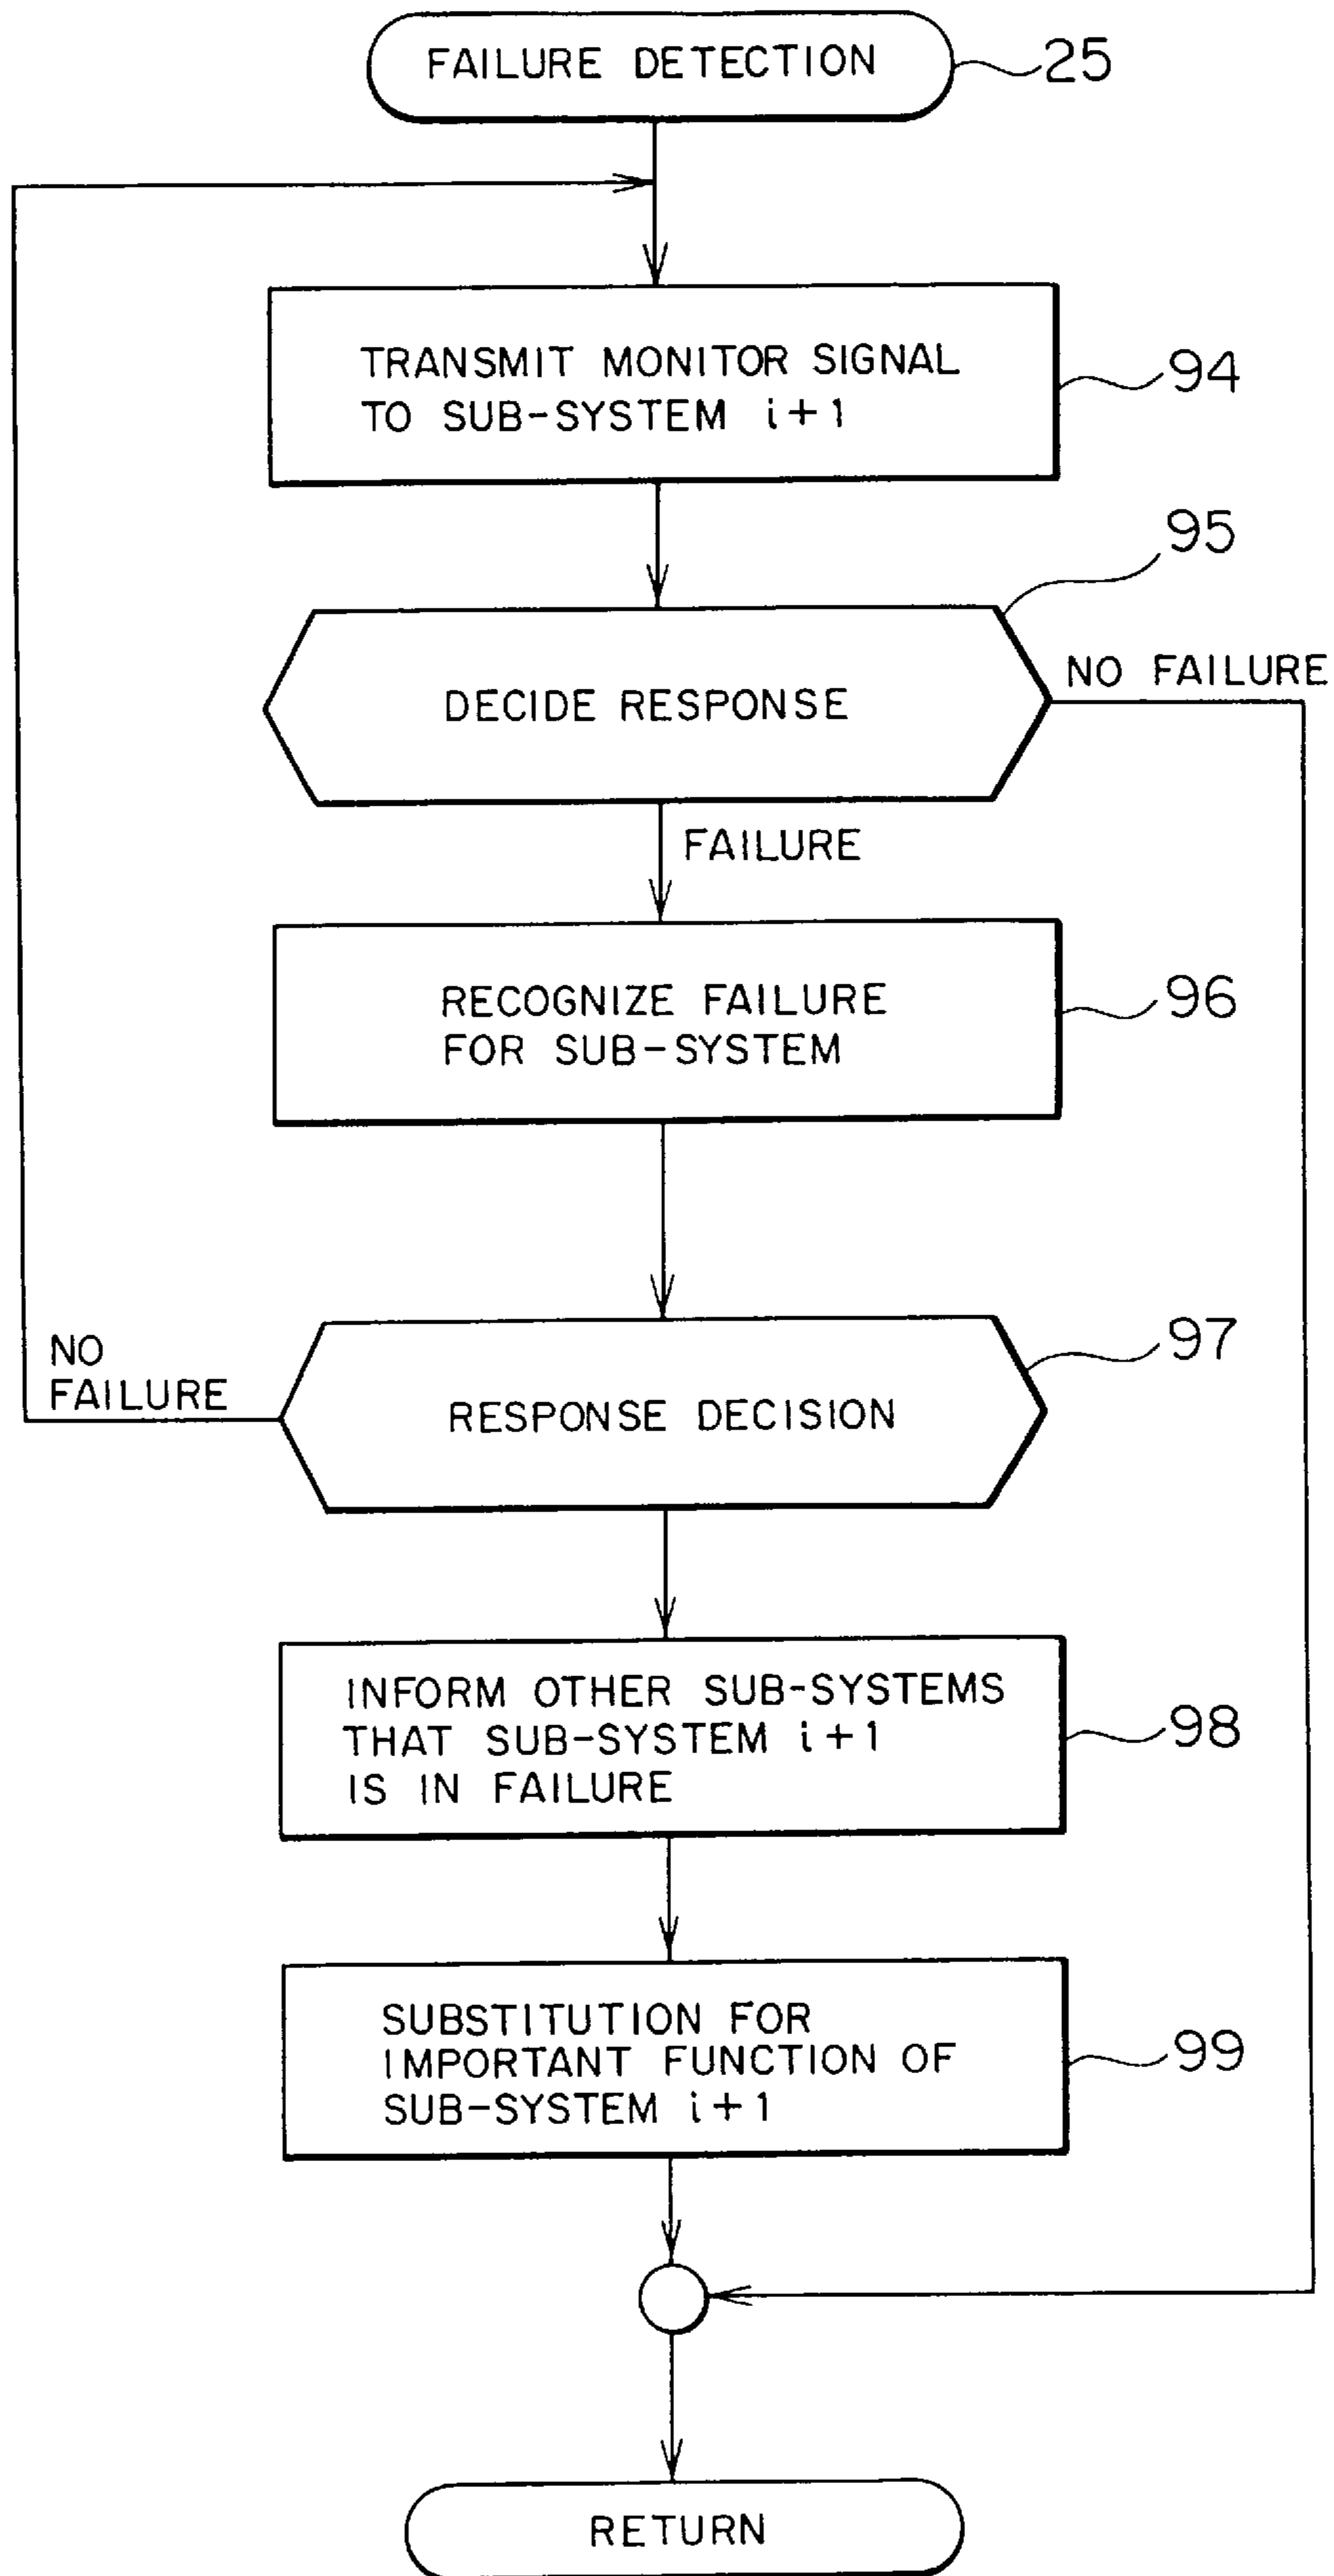 FAILURE DETECTION
25
TRANSMIT MONITOR SIGNAL
TO SUB-SYSTEM i+1
94
95
DECIDE RESPONSE
NO FAILURE
FAILURE
RECOGNIZE FAILURE
FOR SUB-SYSTEM
96
97
NO
FAILURE
RESPONSE DECISION
INFORM OTHER SUB-SYSTEMS
THAT SUB-SYSTEM i+1
IS IN FAILURE
98
SUBSTITUTION FOR
IMPORTANT FUNCTION OF
SUB-SYSTEM i+1
99
RETURN